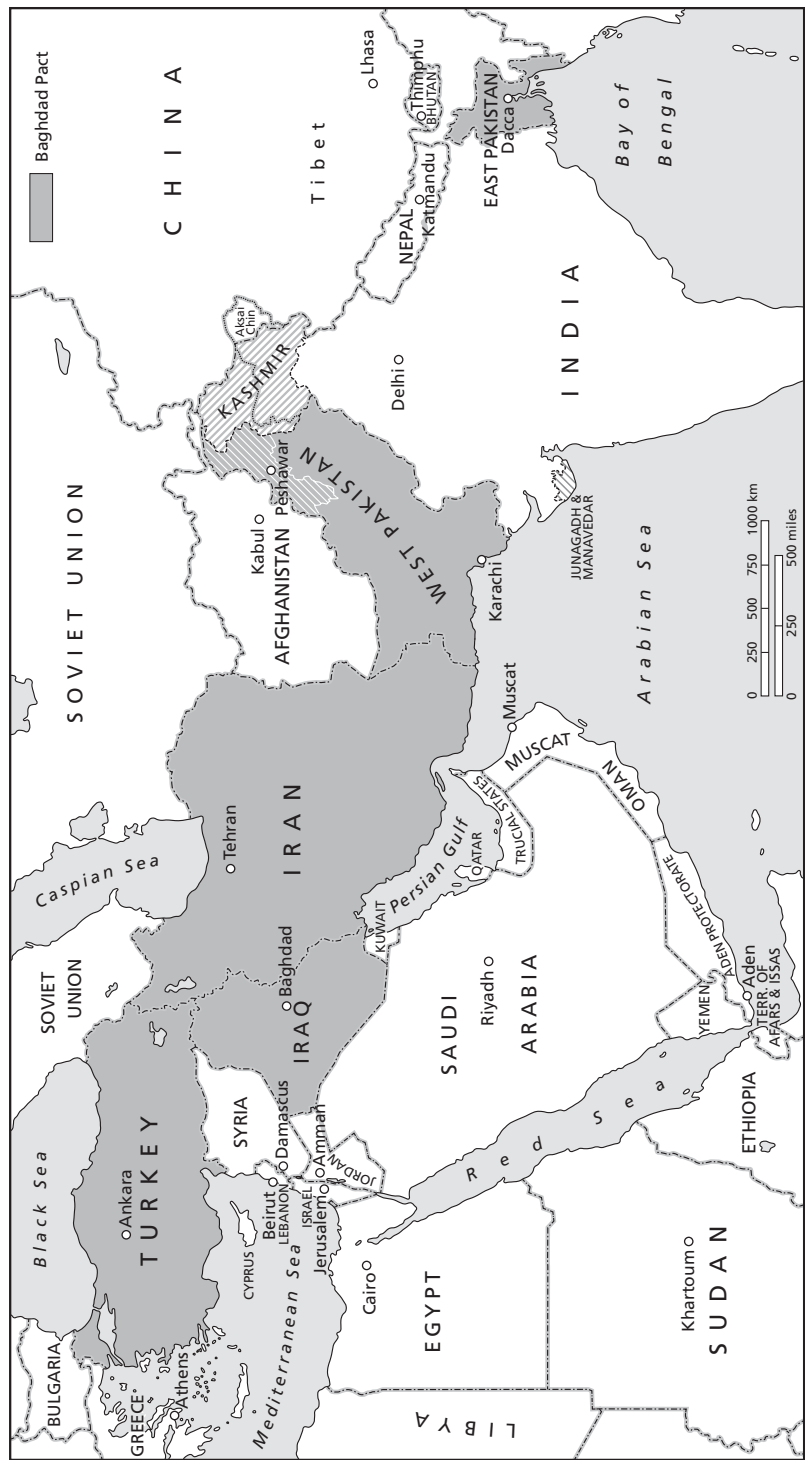 Baghdad Pact
CHINA
Tibet
Lhasa
Thimphu
BHUTAN
NEPAL
Katmandu
EAST PAKISTAN
Dacca
Bay of
Bengal
SOVIET UNION
Aksai
Chin
KASHMIR
Delhi
INDIA
Peshawar
WEST PAKISTAN
Kabul
AFGHANISTAN
Karachi
JUNAGADH &
MANAVEDAR
Arabian Sea
0 250 500 750 1000 km
0 250 500 miles
Caspian Sea
Tehran
IRAN
Muscat
MUSCAT
OMAN
TRUCIAL STATES
Persian Gulf
QATAR
KUWAIT
SOVIET
UNION
Baghdad
IRAQ
SAUDI
ARABIA
Riyadh
ADEN PROTECTORATE
Aden
YEMEN
TERR. OF
AFARS & ISSAS
Black Sea
Ankara
TURKEY
SYRIA
Damascus
Beirut
LEBANON
ISRAEL
Jerusalem
Amman
JORDAN
CYPRUS
Red Sea
ETHIOPIA
BULGARIA
GREECE
Athens
Mediterranean Sea
Cairo
EGYPT
LIBYA
Khartoum
SUDAN